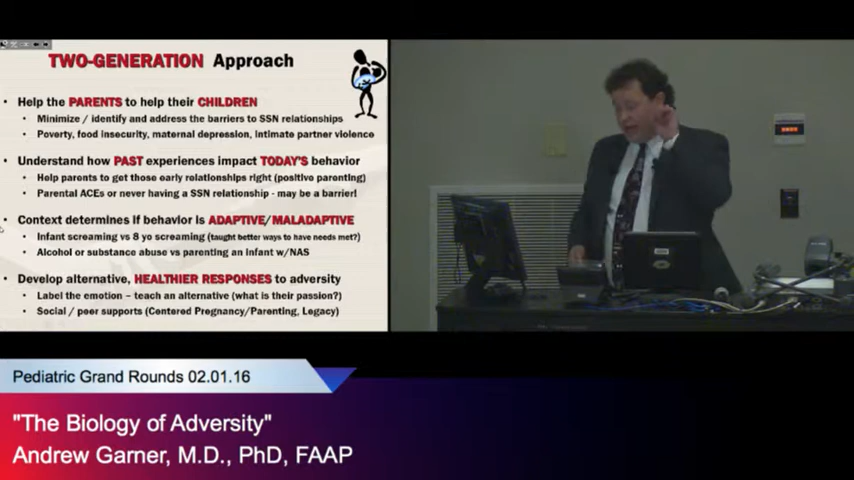 TWO-GENERATION Approach
• Help the PARENTS to help their CHILDREN
• Minimize / identify and address the barriers to SSN relationships
• Poverty, food insecurity, maternal depression, intimate partner violence
• Understand how PAST experiences impact TODAY'S behavior
• Help parents to get those early relationships right (positive parenting)
• Parental ACEs or never having a SSN relationship - may be a barrier!
• Context determines if behavior is ADAPTIVE/MALADAPTIVE
• Infant screaming vs 8 yo screaming (taught better ways to have needs met?)
• Alcohol or substance abuse vs parenting an infant w/NAS
• Develop alternative, HEALTHIER RESPONSES to adversity
• Label the emotion – teach an alternative (what is their passion?)
• Social / peer supports (Centered Pregnancy/Parenting, Legacy)
Pediatric Grand Rounds 02.01.16
"The Biology of Adversity"
Andrew Garner, M.D., PhD, FAAP